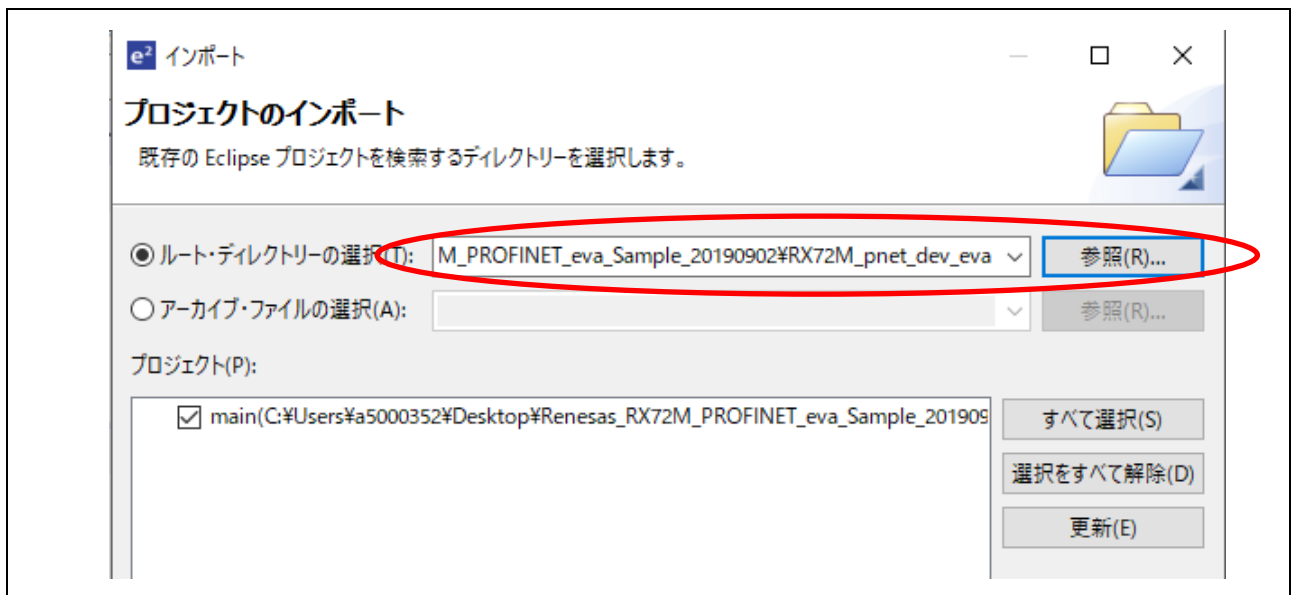 e² インポート
プロジェクトのインポート
既存の Eclipse プロジェクトを検索するディレクトリーを選択します。
ルート・ディレクトリーの選択(T): M_PROFINET_eva_Sample_20190902¥RX72M_pnet_dev_eva 参照(R)...
アーカイブ・ファイルの選択(A): 参照(R)...
プロジェクト(P):
main(C:¥Users¥a5000352¥Desktop¥Renesas_RX72M_PROFINET_eva_Sample_201909 すべて選択(S)
選択をすべて解除(D)
更新(E)